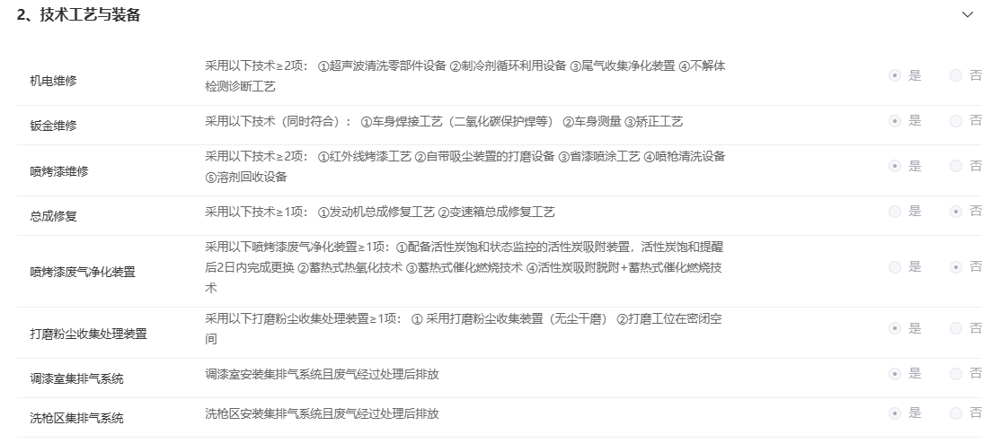 2、技术工艺与装备
机电维修
采用以下技术≥2项： ①超声波清洗零部件设备 ②制冷剂循环利用设备 ③尾气收集净化装置 ④不解体
检测诊断工艺
是 否
钣金维修
采用以下技术（同时符合）： ①车身焊接工艺（二氧化碳保护焊等） ②车身测量 ③矫正工艺
是 否
喷烤漆维修
采用以下技术≥2项： ①红外线烤漆工艺 ②自带吸尘装置的打磨设备 ③省漆喷涂工艺 ④喷枪清洗设备
⑤溶剂回收设备
是 否
总成修复
采用以下技术≥1项： ①发动机总成修复工艺 ②变速箱总成修复工艺
是 否
喷烤漆废气净化装置
采用以下喷烤漆废气净化装置≥1项：①配备活性炭饱和状态监控的活性炭吸附装置，活性炭饱和提醒
后2日内完成更换 ②蓄热式热氧化技术 ③蓄热式催化燃烧技术 ④活性炭吸附脱附+蓄热式催化燃烧技
术
是 否
打磨粉尘收集处理装置
采用以下打磨粉尘收集处理装置≥1项： ① 采用打磨粉尘收集装置（无尘干磨） ②打磨工位在密闭空
间
是 否
调漆室集排气系统
调漆室安装集排气系统且废气经过处理后排放
是 否
洗枪区集排气系统
洗枪区安装集排气系统且废气经过处理后排放
是 否